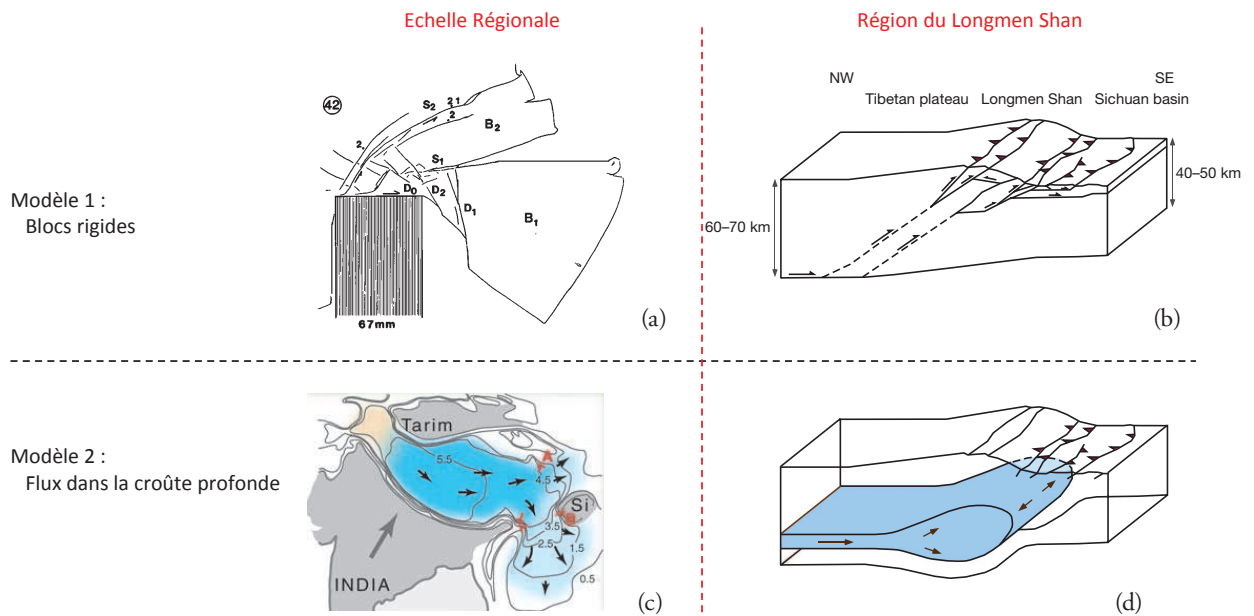 Echelle Régionale
Région du Longmen Shan
Modèle 1 :
Blocs rigides
42
S2
2,1
2
2
B2
S1
D0
D2
D1
B1
67mm
(a)
NW
SE
Tibetan plateau
Longmen Shan
Sichuan basin
40–50 km
60–70 km
(b)
Modèle 2 :
Flux dans la croûte profonde
Tarim
5.5
A
4.5
Si
B
3.5
2.5
1.5
0.5
INDIA
(c)
(d)